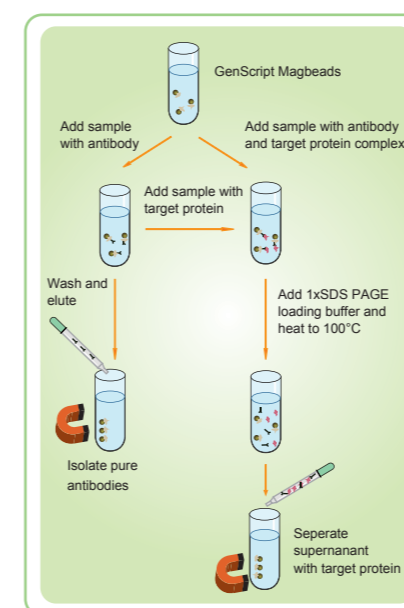 GenScript Magbeads
Add sample
with antibody
Add sample with antibody
and target protein complex
Add sample with
target protein
Wash and
elute
Add 1xSDS PAGE
loading buffer and
heat to 100°C
Isolate pure
antibodies
Seperate
supernanant
with target protein